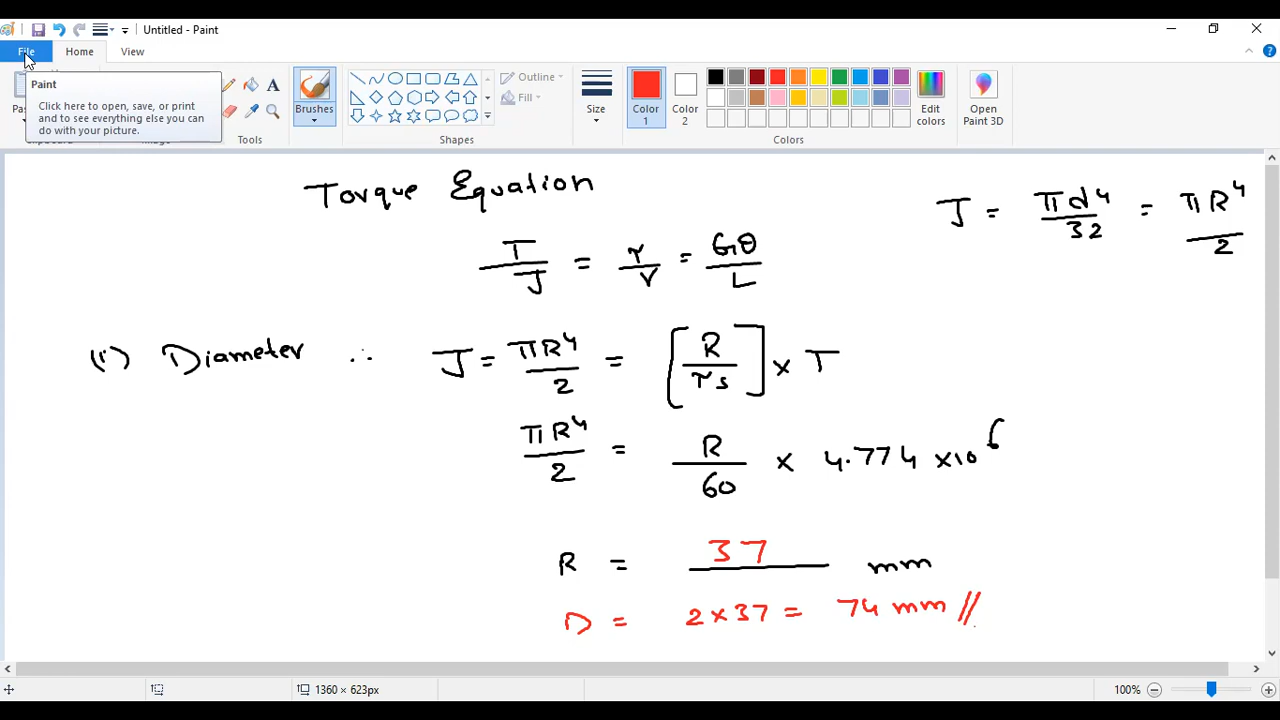 Untitled - Paint
File Home View
Paint
Click here to open, save, or print
and to see everything else you can
do with your picture.
Tools
Brushes
Shapes
Outline
Fill
Size
Color 1
Color 2
Colors
Edit colors
Open Paint 3D
Torque Equation
J = πd⁴/32 = πR⁴/2
T/J = τ/r = Gθ/L
(i) Diameter ∴ J = πR⁴/2 = [R/τs] × T
πR⁴/2 = R/60 × 4.774 ×10⁶
R = 37 mm
D = 2×37 = 74 mm //
1360 × 623px
100%